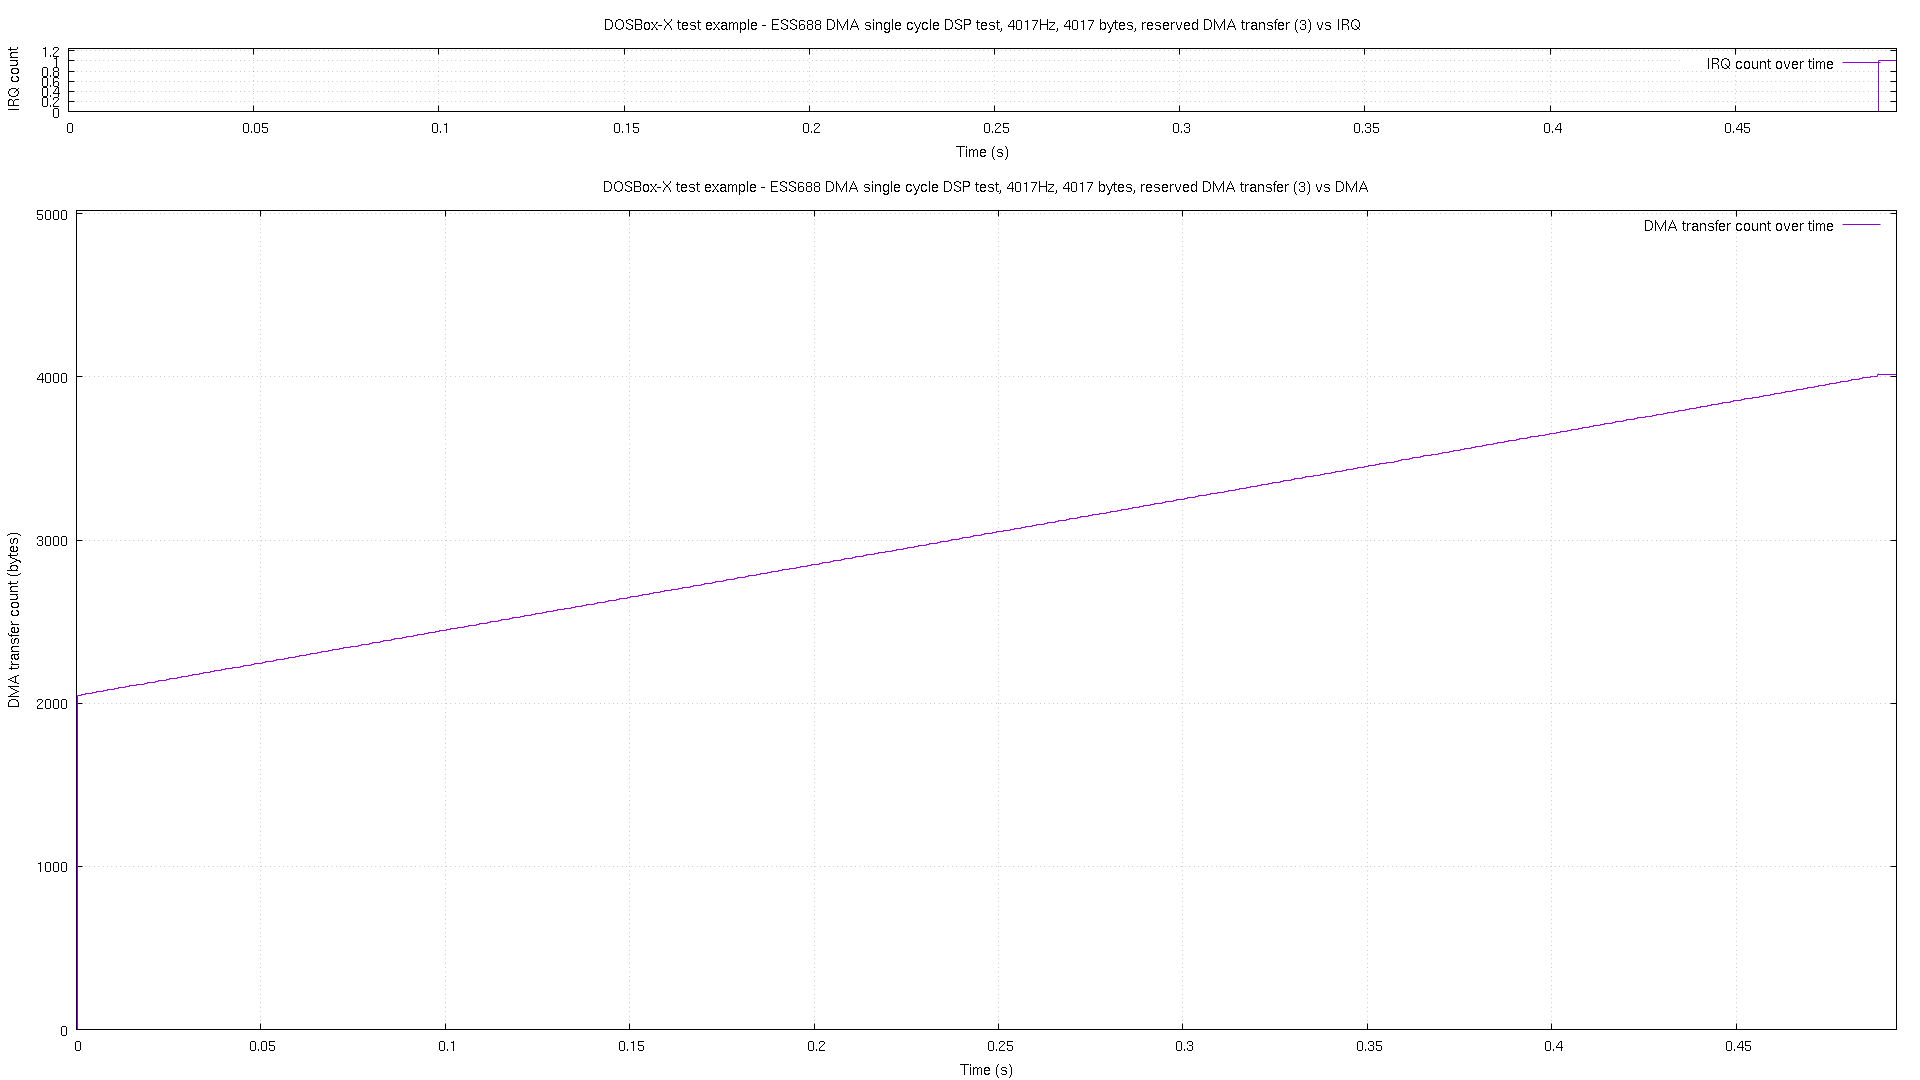 DOSBox-X test example - ESS688 DMA single cycle DSP test, 4017Hz, 4017 bytes, reserved DMA transfer (3) vs IRQ
IRQ count
1.2
1
0.8
0.6
0.4
0.2
0
IRQ count over time
0 0.05 0.1 0.15 0.2 0.25 0.3 0.35 0.4 0.45
Time (s)
DOSBox-X test example - ESS688 DMA single cycle DSP test, 4017Hz, 4017 bytes, reserved DMA transfer (3) vs DMA
DMA transfer count (bytes)
5000
4000
3000
2000
1000
0
DMA transfer count over time
0 0.05 0.1 0.15 0.2 0.25 0.3 0.35 0.4 0.45
Time (s)